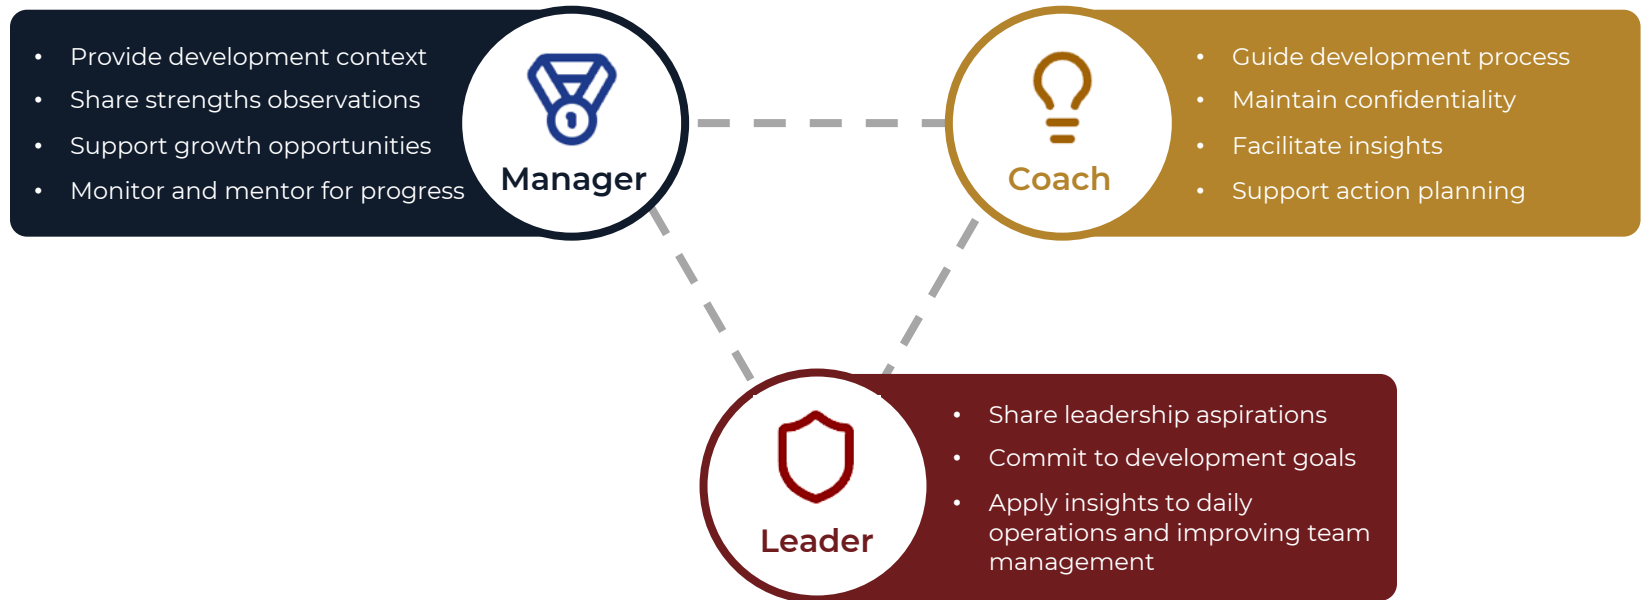 • Provide development context
• Share strengths observations
• Support growth opportunities
• Monitor and mentor for progress
Manager
Coach
• Guide development process
• Maintain confidentiality
• Facilitate insights
• Support action planning
Leader
• Share leadership aspirations
• Commit to development goals
• Apply insights to daily
operations and improving team
management